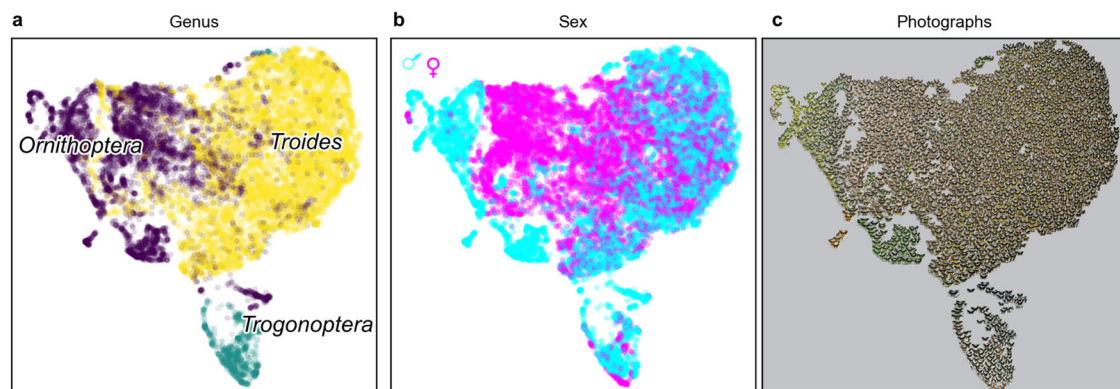 a Genus
b Sex
c Photographs
♂ ♀
Ornithoptera
Troides
Trogonoptera